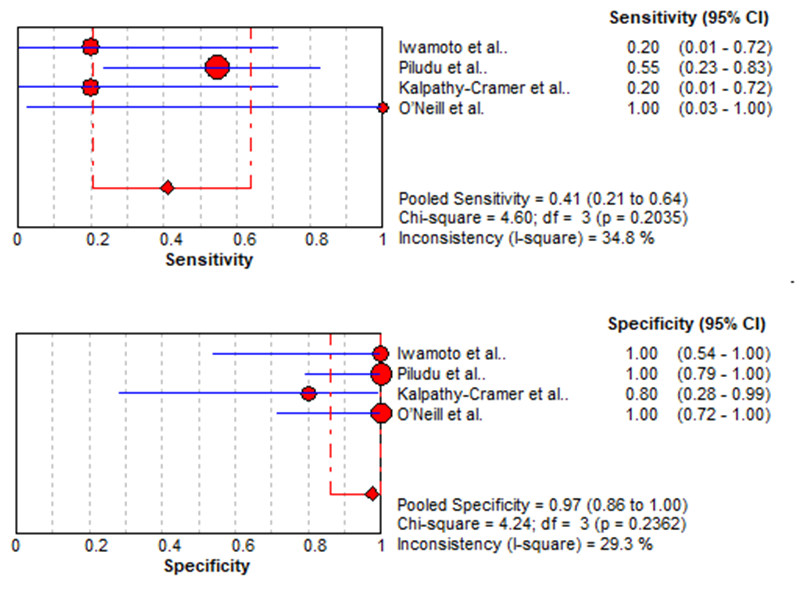 Sensitivity (95% CI)
Iwamoto et al.. 0.20 (0.01 - 0.72)
Piludu et al.. 0.55 (0.23 - 0.83)
Kalpathy-Cramer et al.. 0.20 (0.01 - 0.72)
O'Neill et al. 1.00 (0.03 - 1.00)
Pooled Sensitivity = 0.41 (0.21 to 0.64)
Chi-square = 4.60; df = 3 (p = 0.2035)
Inconsistency (I-square) = 34.8 %
0 0.2 0.4 0.6 0.8 1
Sensitivity
Specificity (95% CI)
Iwamoto et al.. 1.00 (0.54 - 1.00)
Piludu et al.. 1.00 (0.79 - 1.00)
Kalpathy-Cramer et al.. 0.80 (0.28 - 0.99)
O'Neill et al. 1.00 (0.72 - 1.00)
Pooled Specificity = 0.97 (0.86 to 1.00)
Chi-square = 4.24; df = 3 (p = 0.2362)
Inconsistency (I-square) = 29.3 %
0 0.2 0.4 0.6 0.8 1
Specificity